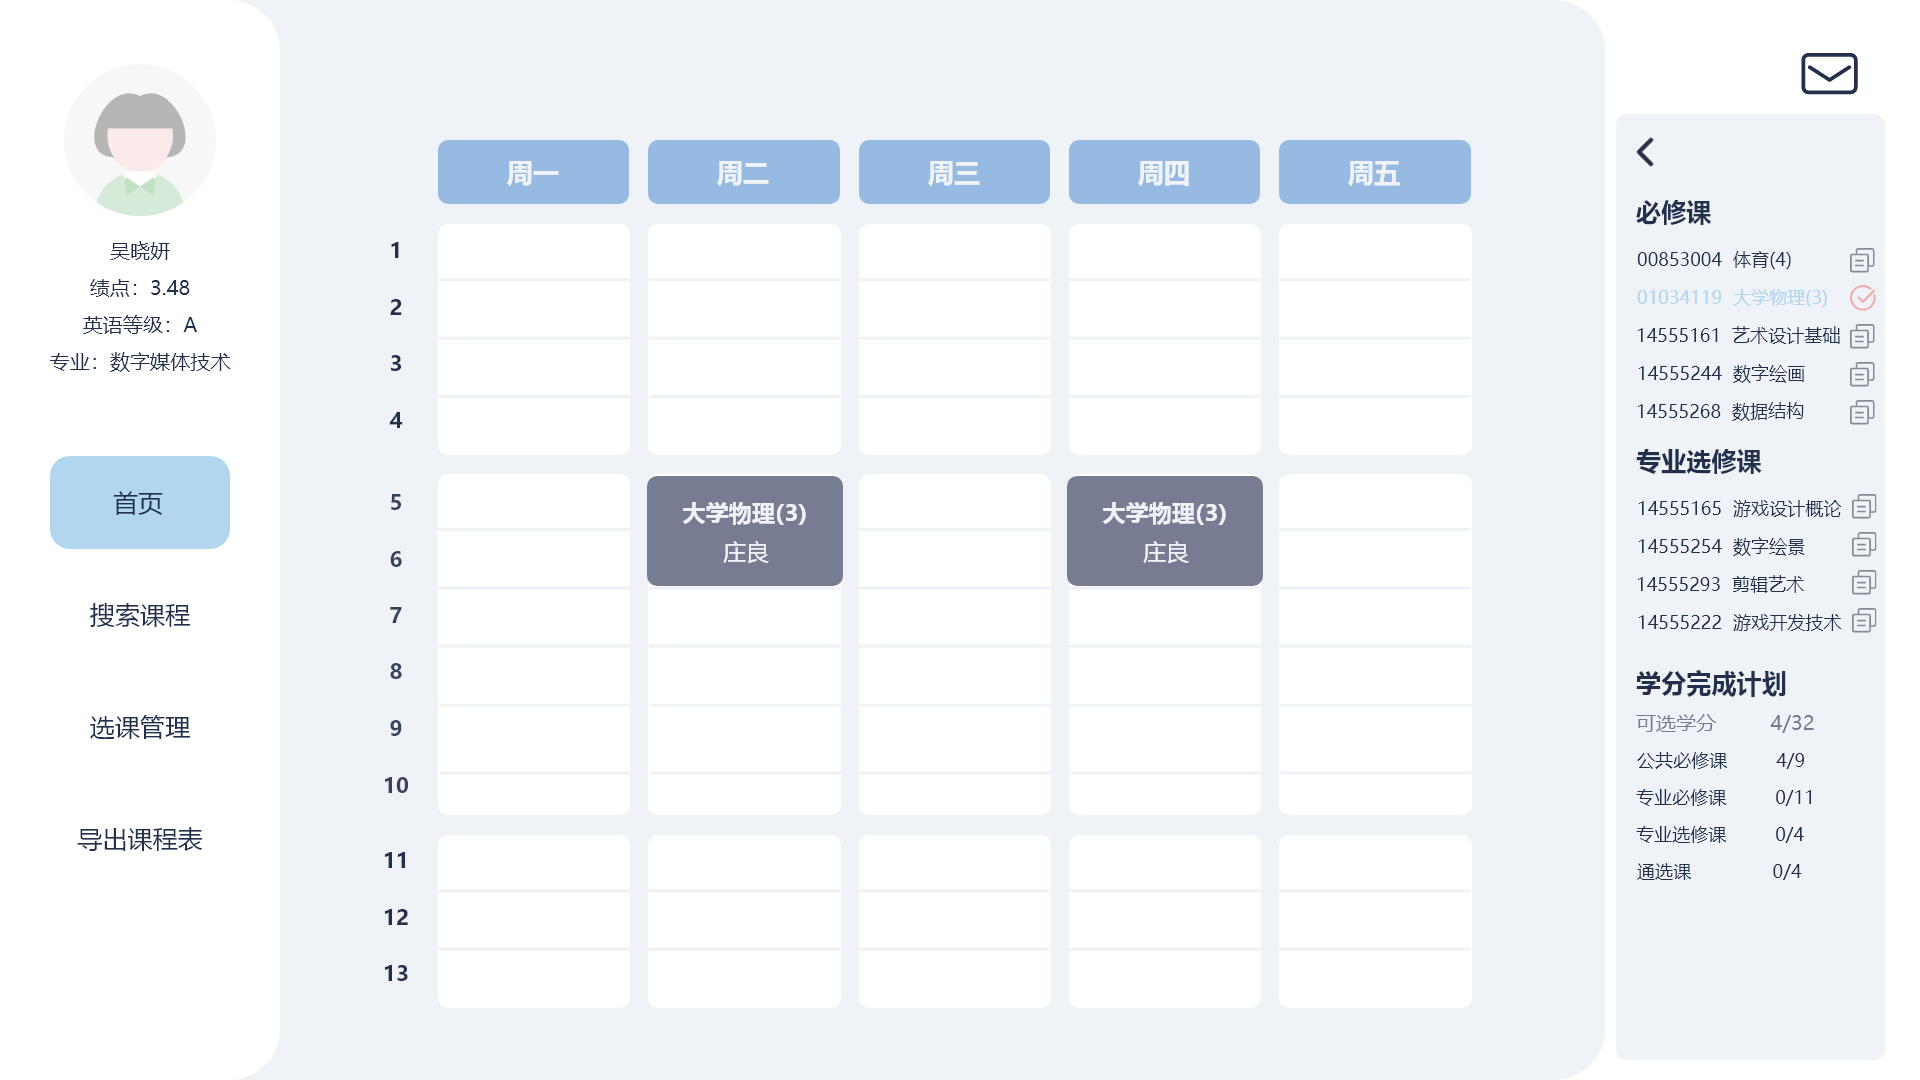 吴晓妍
绩点：3.48
英语等级：A
专业：数字媒体技术
首页
搜索课程
选课管理
导出课程表
周一 周二 周三 周四 周五
1
2
3
4
5
6
7
8
9
10
11
12
13
大学物理(3)
庄良
大学物理(3)
庄良
必修课
00853004 体育(4)
01034119 大学物理(3)
14555161 艺术设计基础
14555244 数字绘画
14555268 数据结构
专业选修课
14555165 游戏设计概论
14555254 数字绘景
14555293 剪辑艺术
14555222 游戏开发技术
学分完成计划
可选学分 4/32
公共必修课 4/9
专业必修课 0/11
专业选修课 0/4
通选课 0/4